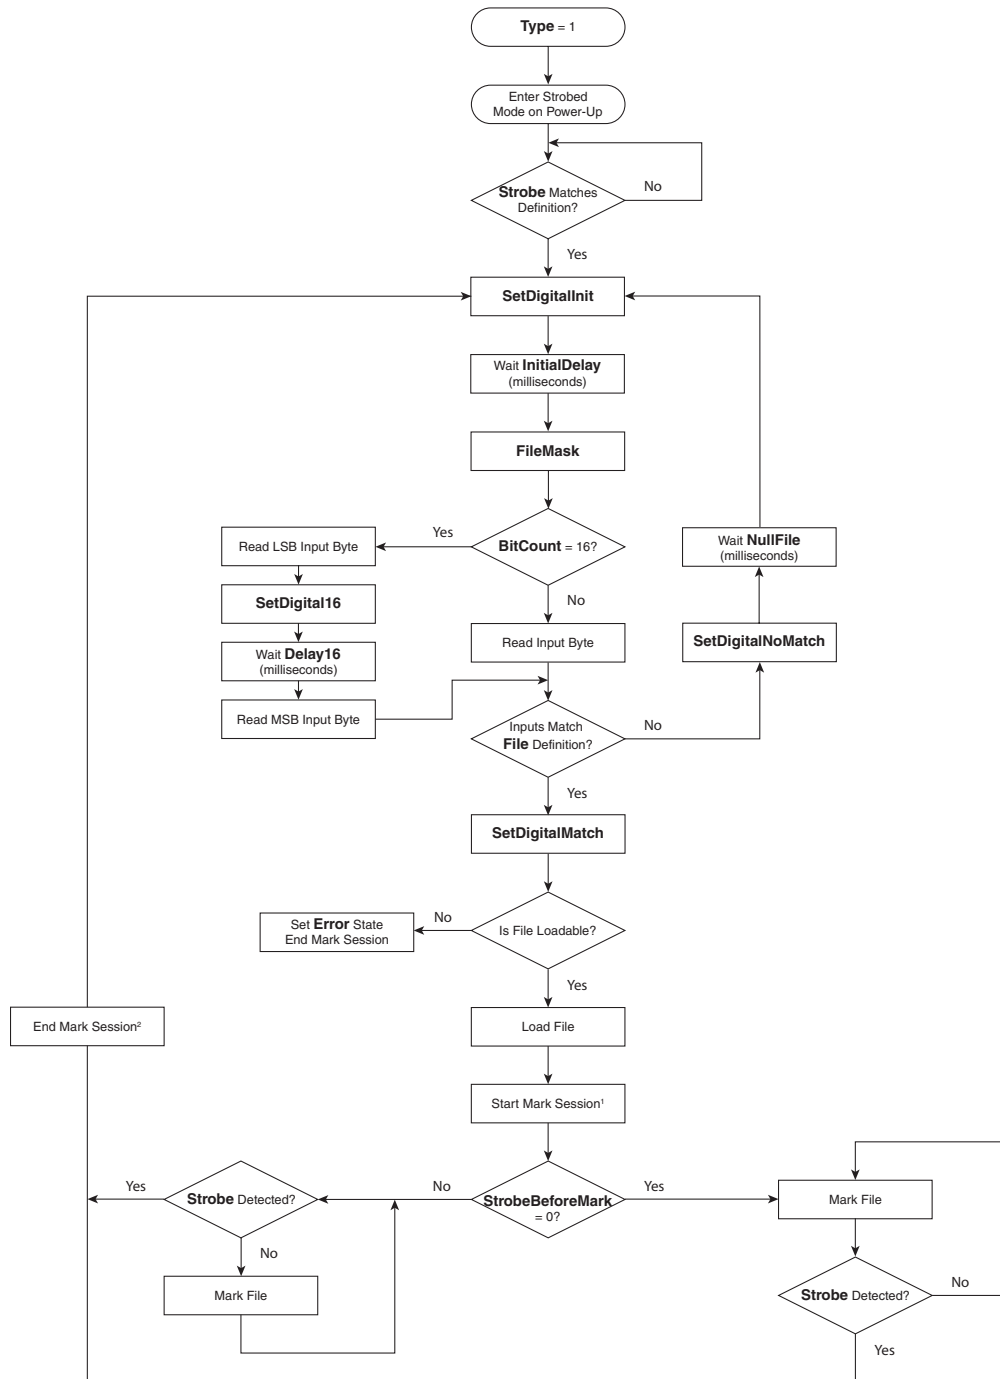 Type = 1
Enter Strobed
Mode on Power-Up
Strobe Matches
Definition?
No
Yes
SetDigitalInit
Wait InitialDelay
(milliseconds)
FileMask
BitCount = 16?
Yes
No
Read LSB Input Byte
SetDigital16
Wait Delay16
(milliseconds)
Read MSB Input Byte
Read Input Byte
Wait NullFile
(milliseconds)
SetDigitalNoMatch
Inputs Match
File Definition?
No
Yes
SetDigitalMatch
Is File Loadable?
No
Set Error State
End Mark Session
Yes
Load File
End Mark Session²
Start Mark Session¹
StrobeBeforeMark
= 0?
No
Yes
Strobe Detected?
Yes
No
Mark File
Mark File
Strobe Detected?
No
Yes